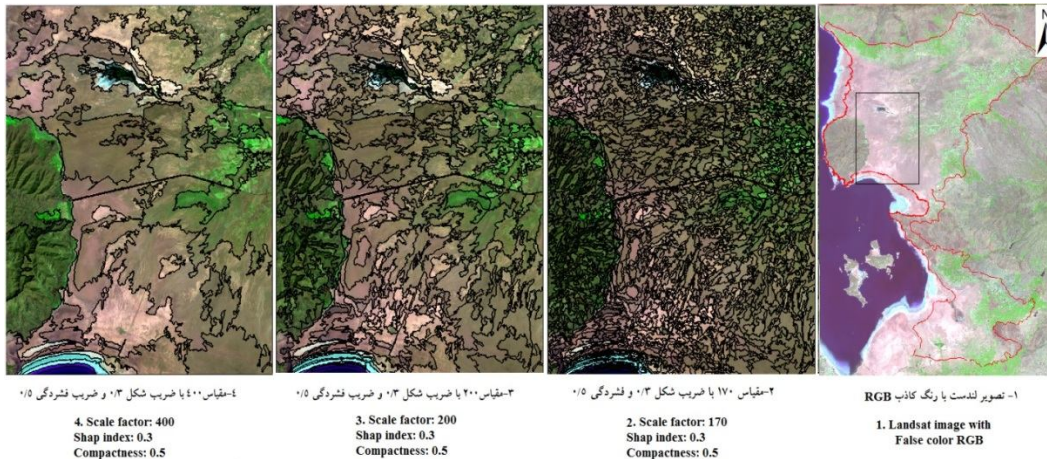 N
۴-مقیاس ۴۰۰ با ضریب شکل ۰/۳ و ضریب فشردگی ۰/۵
۳-مقیاس۲۰۰ با ضریب شکل ۰/۳ و ضریب فشردگی ۰/۵
۲-مقیاس ۱۷۰ با ضریب شکل ۰/۳ و فشردگی ۰/۵
۱- تصویر لندست با رنگ کاذب RGB
4. Scale factor: 400
Shap index: 0.3
Compactness: 0.5
3. Scale factor: 200
Shap index: 0.3
Compactness: 0.5
2. Scale factor: 170
Shap index: 0.3
Compactness: 0.5
1. Landsat image with
False color RGB